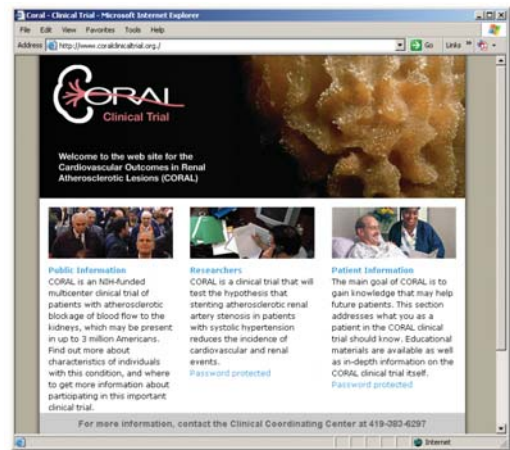 Coral - Clinical Trial - Microsoft Internet Explorer
File Edit View Favorites Tools Help
Address http://www.coralclinicaltrial.org./ Go Links »
CORAL
Clinical Trial
Welcome to the web site for the
Cardiovascular Outcomes in Renal
Atherosclerotic Lesions (CORAL)
Public Information
CORAL is an NIH-funded
multicenter clinical trial of
patients with atherosclerotic
blockage of blood flow to the
kidneys, which may be present
in up to 3 million Americans.
Find out more about
characteristics of individuals
with this condition, and where
to get more information about
participating in this important
clinical trial.
Researchers
CORAL is a clinical trial that will
test the hypothesis that
stenting atherosclerotic renal
artery stenosis in patients
with systolic hypertension
reduces the incidence of
cardiovascular and renal
events.
Password protected
Patient Information
The main goal of CORAL is to
gain knowledge that may help
future patients. This section
addresses what you as a
patient in the CORAL clinical
trial should know. Educational
materials are available as well
as in-depth information on the
CORAL clinical trial itself.
Password protected
For more information, contact the Clinical Coordinating Center at 419-383-6297
Internet